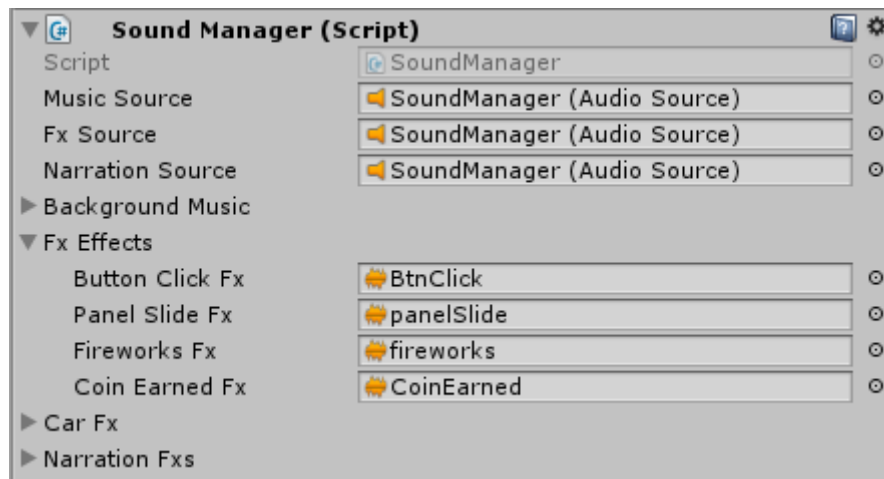 Sound Manager (Script)
Script SoundManager
Music Source SoundManager (Audio Source)
Fx Source SoundManager (Audio Source)
Narration Source SoundManager (Audio Source)
Background Music
Fx Effects
Button Click Fx BtnClick
Panel Slide Fx panelSlide
Fireworks Fx fireworks
Coin Earned Fx CoinEarned
Car Fx
Narration Fxs